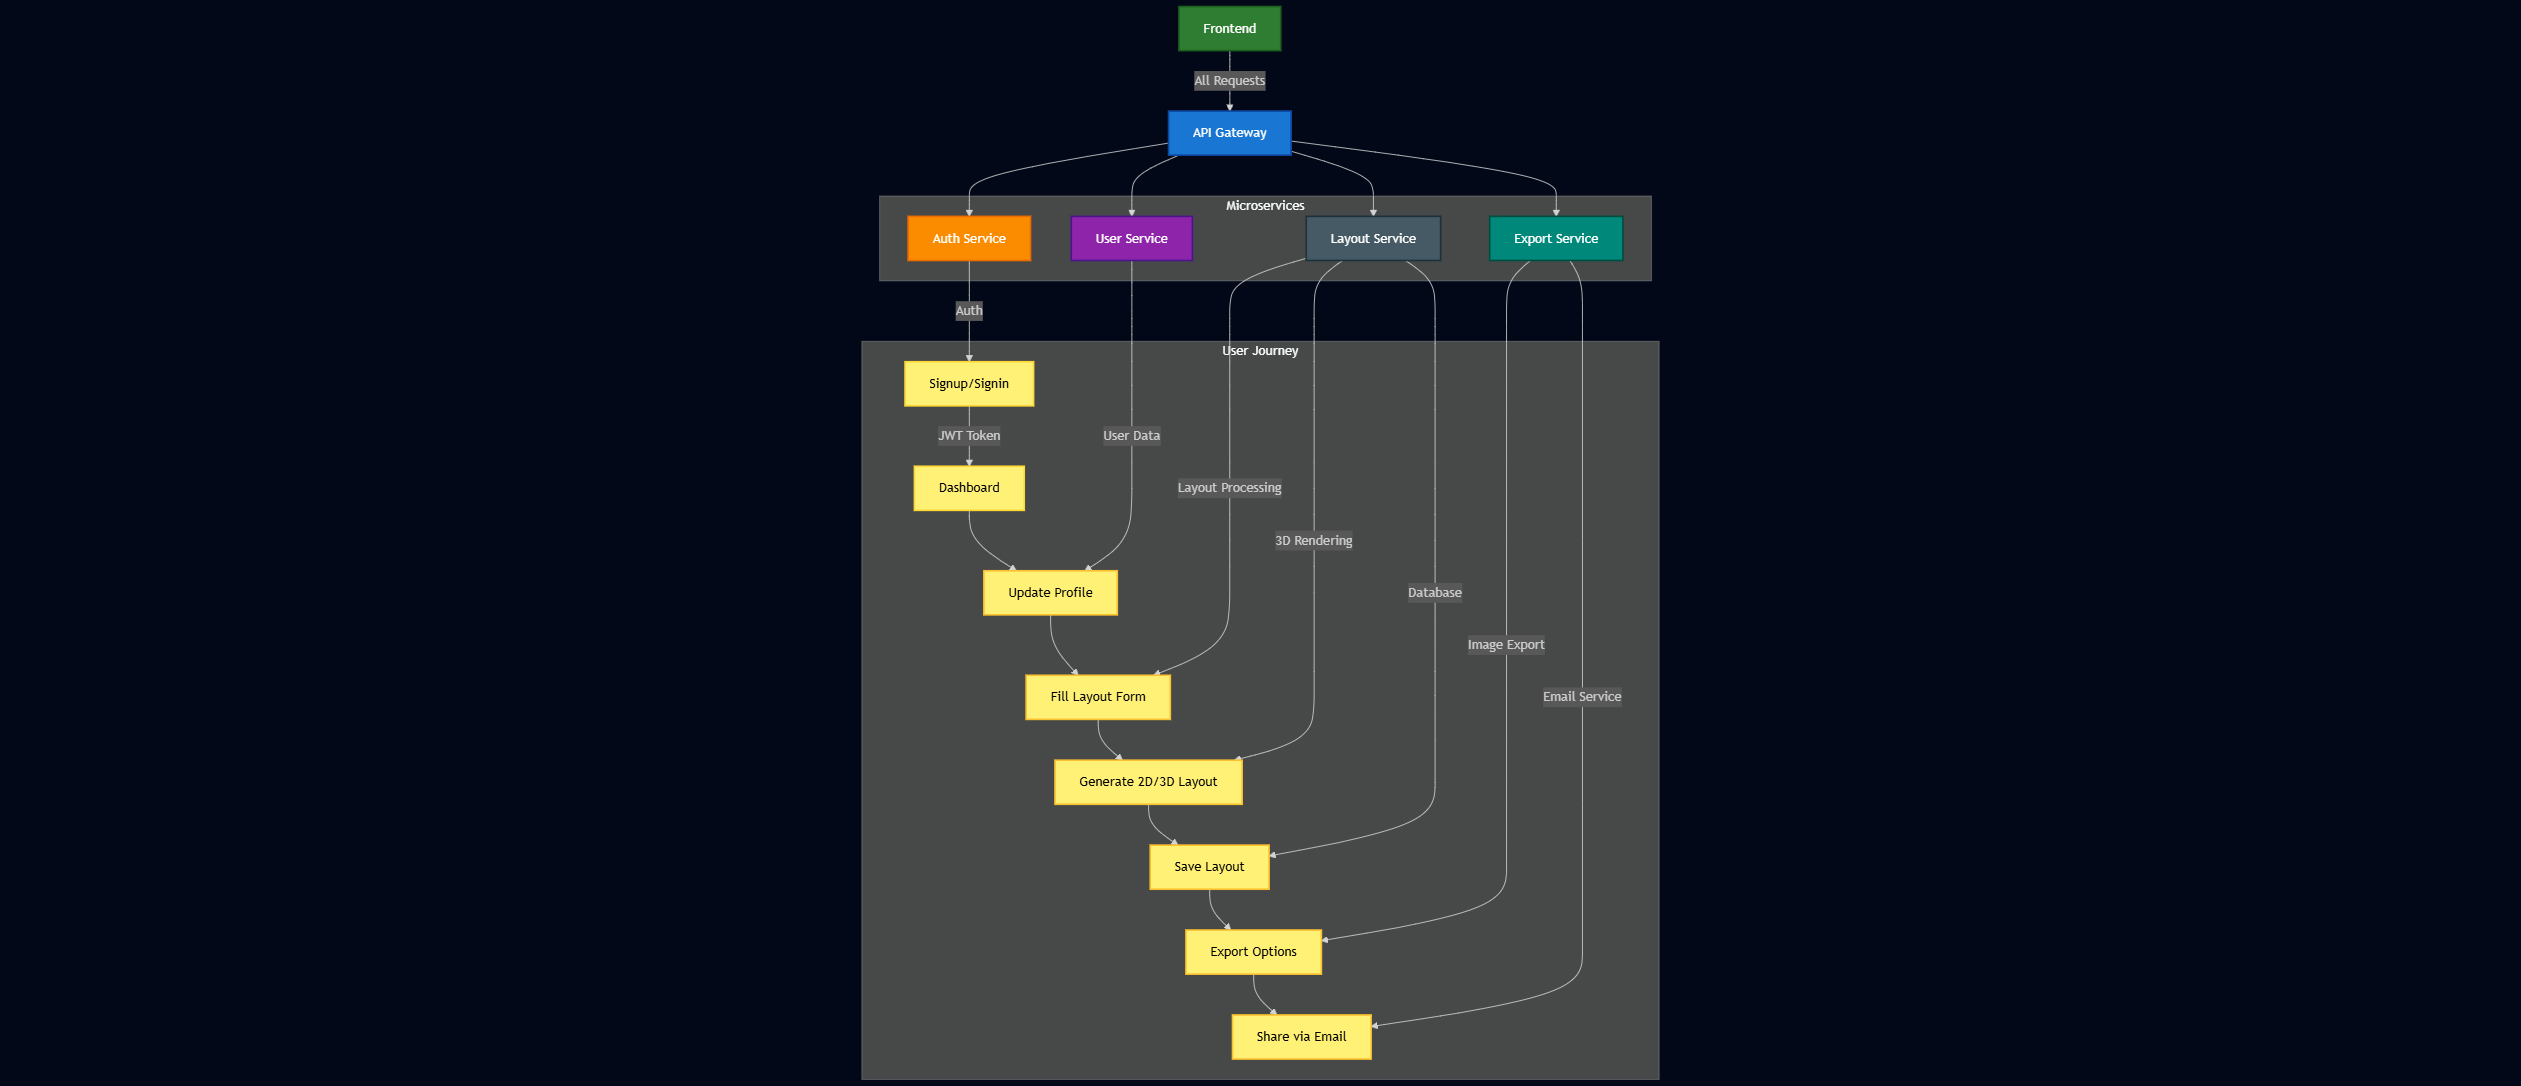 Frontend
All Requests
API Gateway
Microservices
Auth Service
User Service
Layout Service
Export Service
Auth
User Journey
Signup/Signin
JWT Token
User Data
Dashboard
Layout Processing
3D Rendering
Update Profile
Database
Image Export
Fill Layout Form
Email Service
Generate 2D/3D Layout
Save Layout
Export Options
Share via Email